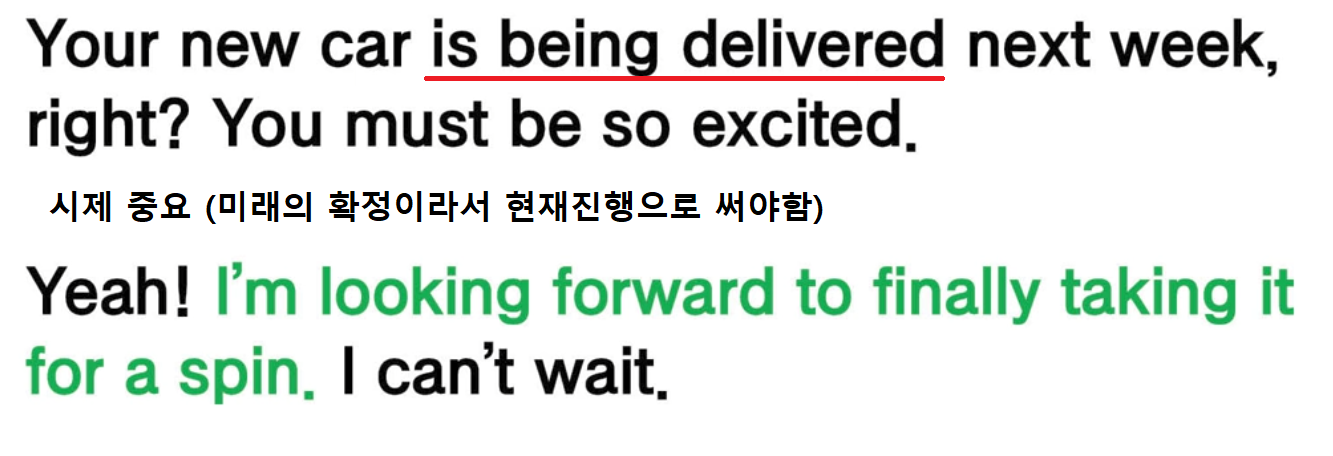 Your new car is being delivered next week,
right? You must be so excited.
시제 중요 (미래의 확정이라서 현재진행으로 써야함)
Yeah! I’m looking forward to finally taking it
for a spin. I can’t wait.